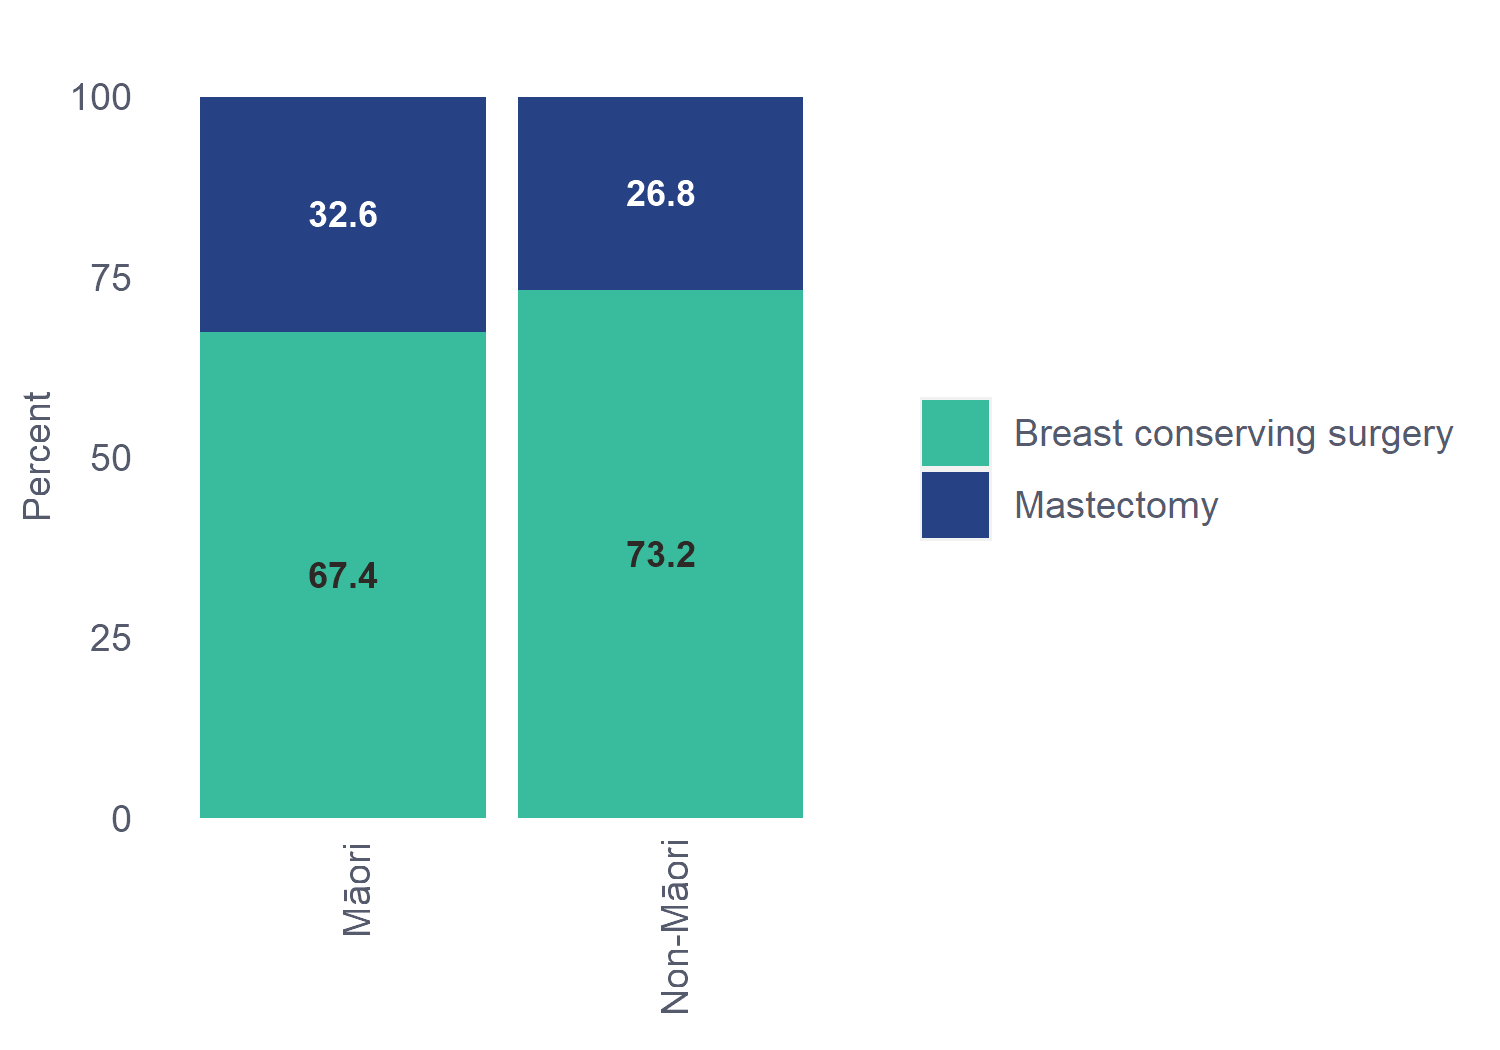 Percent
100
75
50
25
0
32.6
67.4
26.8
73.2
Māori
Non-Māori
Breast conserving surgery
Mastectomy